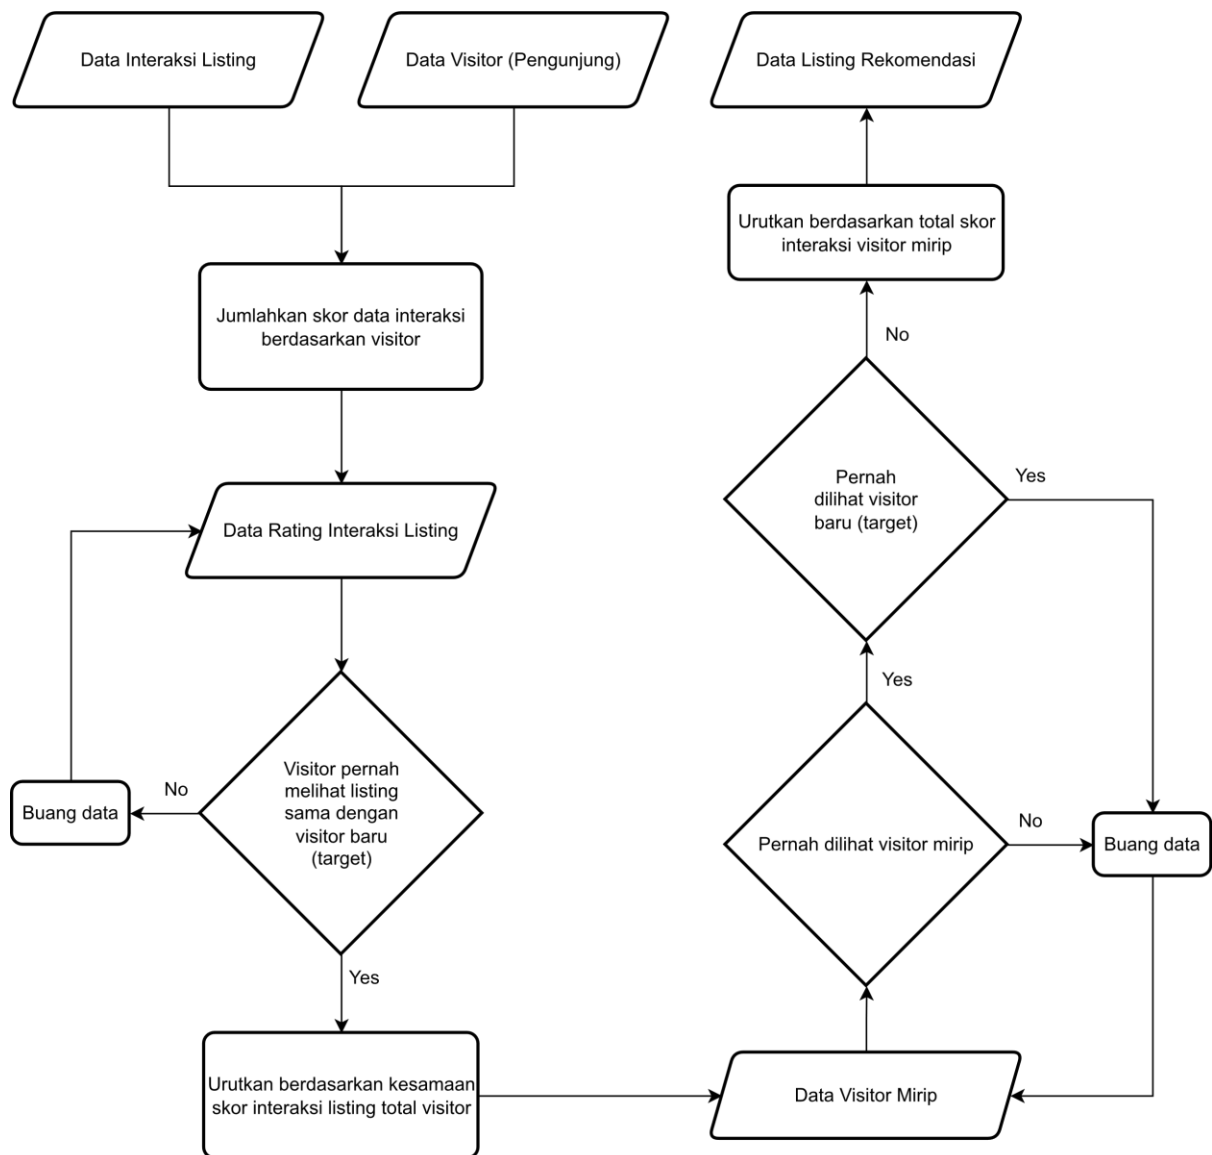 Data Interaksi Listing
Data Visitor (Pengunjung)
Jumlahkan skor data interaksi
berdasarkan visitor
Data Rating Interaksi Listing
Visitor pernah
melihat listing
sama dengan
visitor baru
(target)
No
Buang data
Yes
Urutkan berdasarkan kesamaan
skor interaksi listing total visitor
Data Visitor Mirip
Pernah dilihat visitor mirip
No
Buang data
Yes
Pernah
dilihat visitor
baru (target)
Yes
No
Urutkan berdasarkan total skor
interaksi visitor mirip
Data Listing Rekomendasi